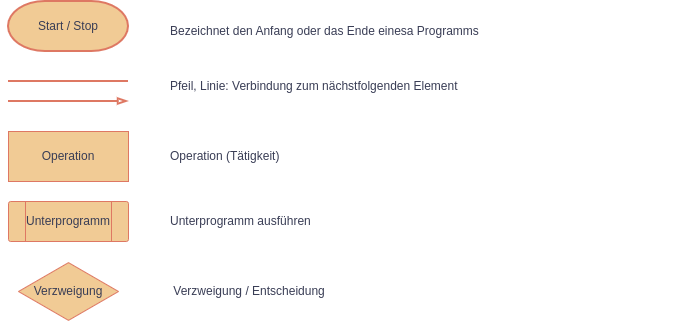 Start / Stop
Bezeichnet den Anfang oder das Ende einesa Programms
Pfeil, Linie: Verbindung zum nächstfolgenden Element
Operation
Operation (Tätigkeit)
Unterprogramm
Unterprogramm ausführen
Verzweigung
Verzweigung / Entscheidung